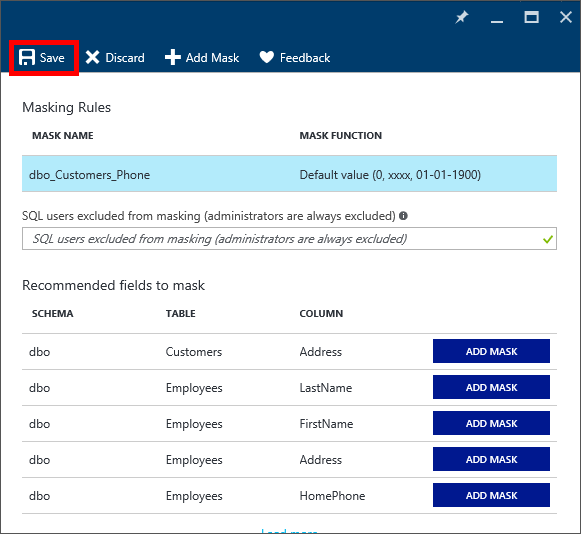 Save Discard Add Mask Feedback
Masking Rules
MASK NAME MASK FUNCTION
dbo_Customers_Phone Default value (0, xxxx, 01-01-1900)
SQL users excluded from masking (administrators are always excluded)
SQL users excluded from masking (administrators are always excluded)
Recommended fields to mask
SCHEMA TABLE COLUMN
dbo Customers Address ADD MASK
dbo Employees LastName ADD MASK
dbo Employees FirstName ADD MASK
dbo Employees Address ADD MASK
dbo Employees HomePhone ADD MASK
Load more